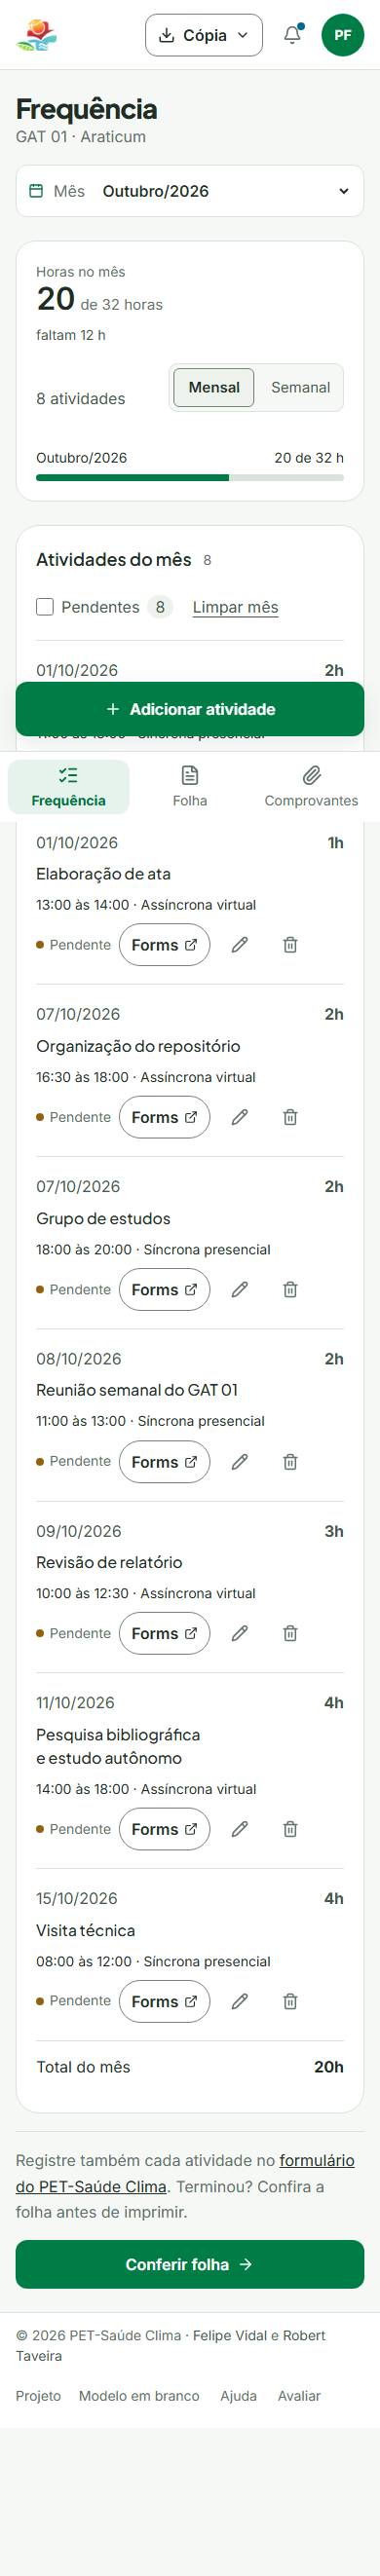 Cópia
PF
Frequência
GAT 01 · Araticum
Mês Outubro/2026
Horas no mês
20 de 32 horas
faltam 12 h
8 atividades
Mensal Semanal
Outubro/2026 20 de 32 h
Atividades do mês 8
Pendentes 8 Limpar mês
01/10/2026 2h
+ Adicionar atividade
Frequência Folha Comprovantes
01/10/2026 1h
Elaboração de ata
13:00 às 14:00 · Assíncrona virtual
Pendente Forms
07/10/2026 2h
Organização do repositório
16:30 às 18:00 · Assíncrona virtual
Pendente Forms
07/10/2026 2h
Grupo de estudos
18:00 às 20:00 · Síncrona presencial
Pendente Forms
08/10/2026 2h
Reunião semanal do GAT 01
11:00 às 13:00 · Síncrona presencial
Pendente Forms
09/10/2026 3h
Revisão de relatório
10:00 às 12:30 · Assíncrona virtual
Pendente Forms
11/10/2026 4h
Pesquisa bibliográfica
e estudo autônomo
14:00 às 18:00 · Assíncrona virtual
Pendente Forms
15/10/2026 4h
Visita técnica
08:00 às 12:00 · Síncrona presencial
Pendente Forms
Total do mês 20h
Registre também cada atividade no formulário
do PET-Saúde Clima. Terminou? Confira a
folha antes de imprimir.
Conferir folha →
© 2026 PET-Saúde Clima · Felipe Vidal e Robert
Taveira
Projeto Modelo em branco Ajuda Avaliar